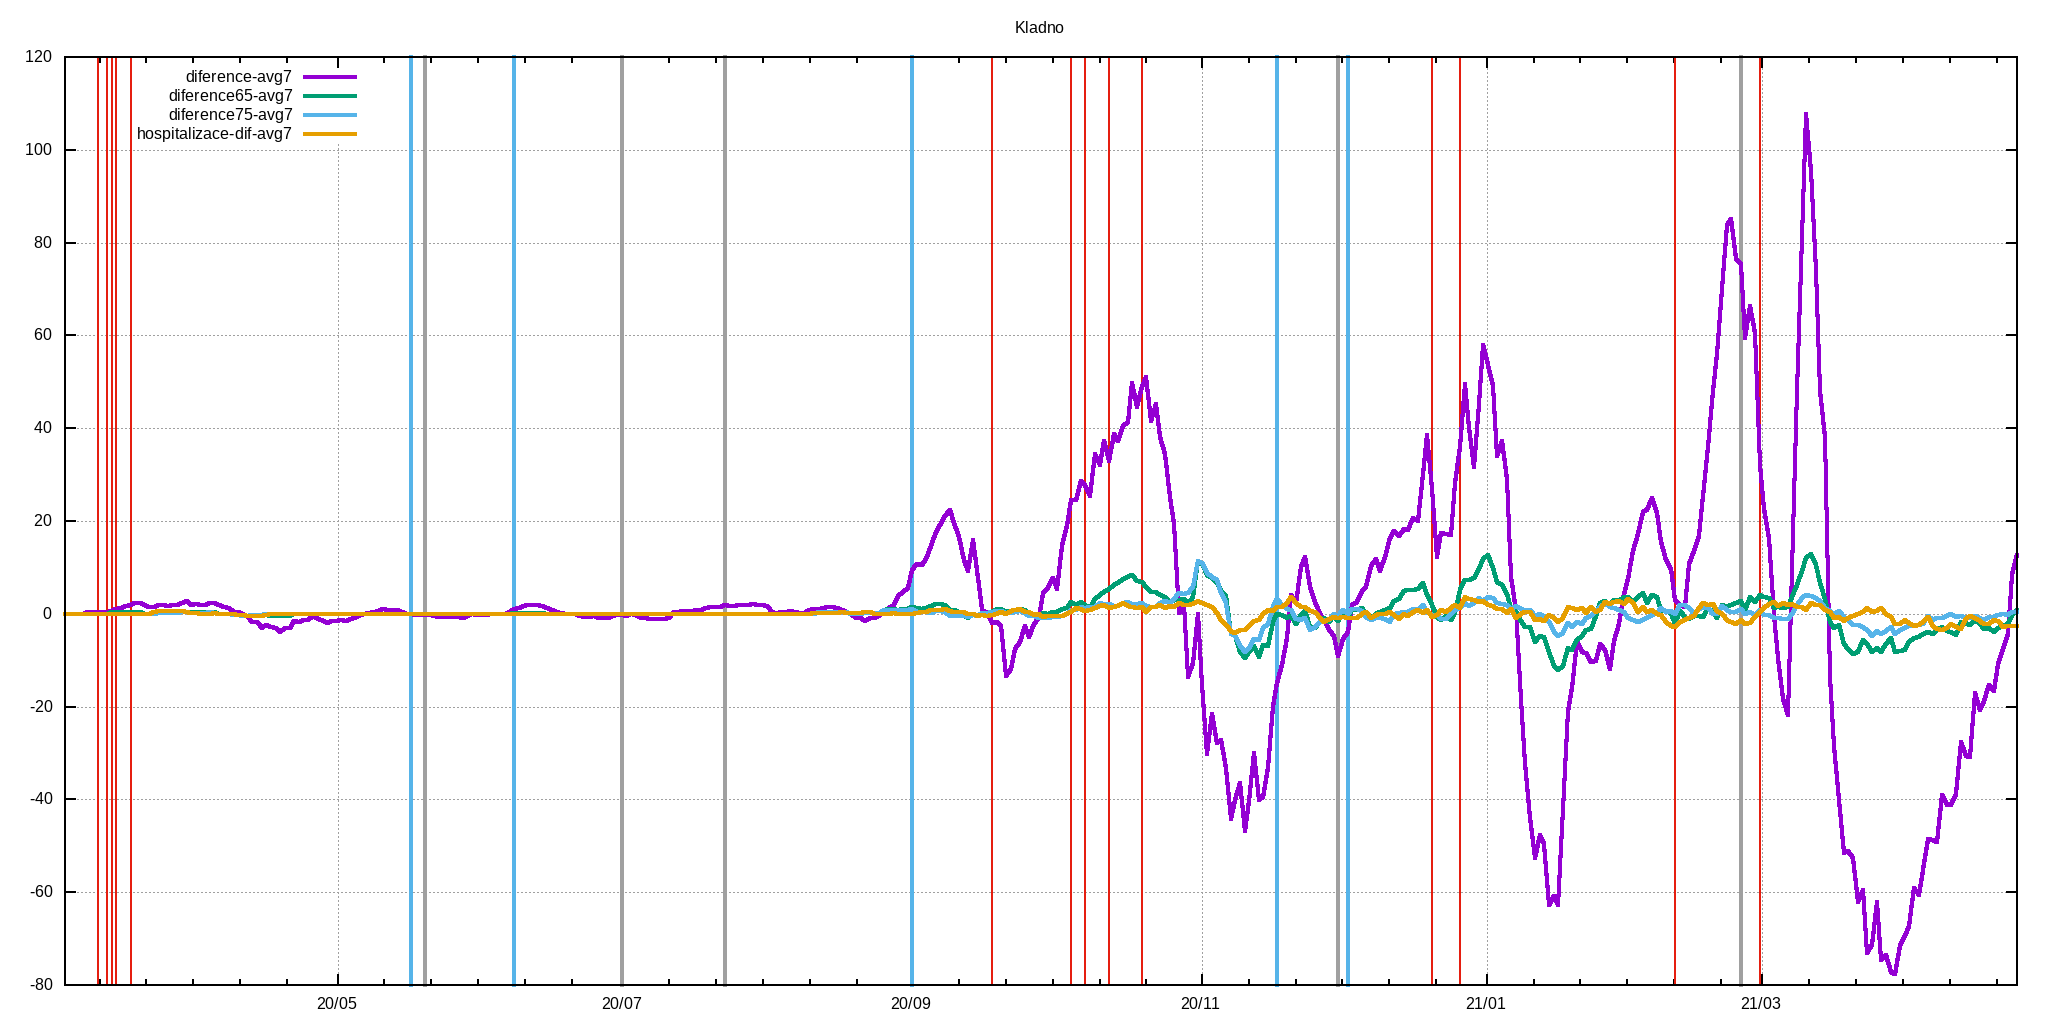 Kladno
diference-avg7
diference65-avg7
diference75-avg7
hospitalizace-dif-avg7
120
100
80
60
40
20
0
-20
-40
-60
-80
20/05 20/07 20/09 20/11 21/01 21/03